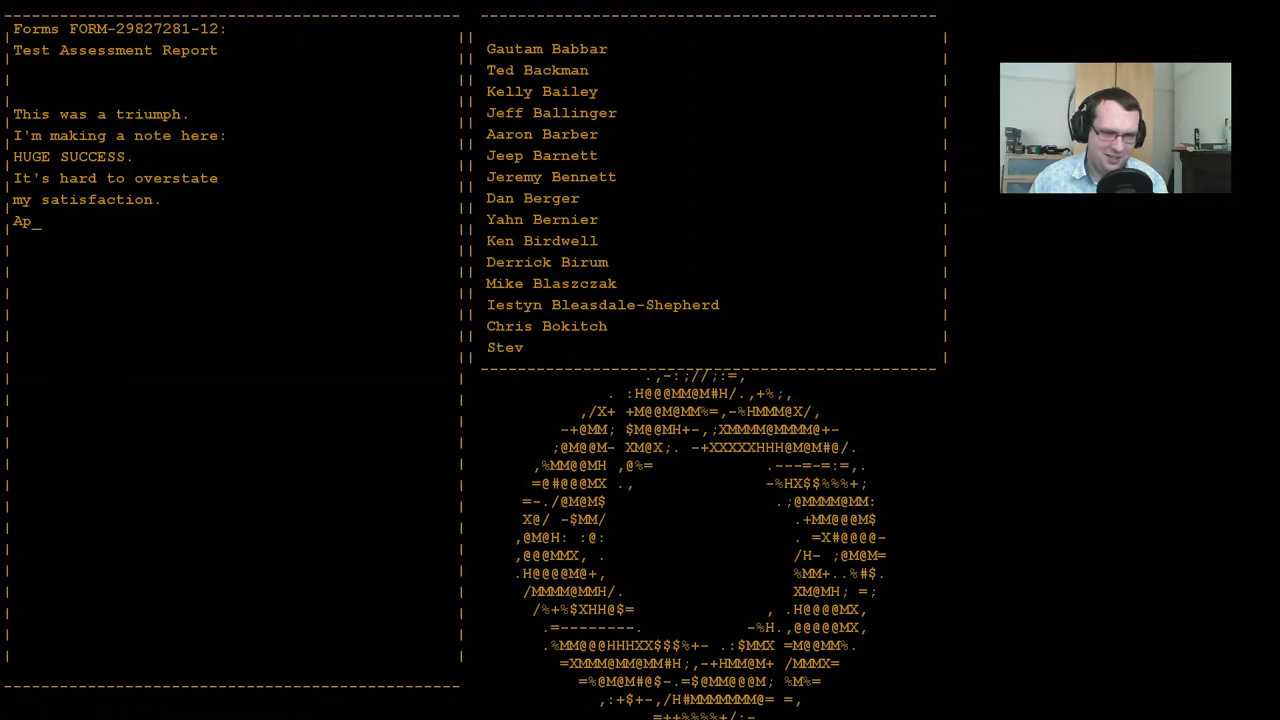 Forms FORM-29827281-12:
Test Assessment Report
This was a triumph.
I'm making a note here:
HUGE SUCCESS.
It's hard to overstate
my satisfaction.
Ap_
Gautam Babbar
Ted Backman
Kelly Bailey
Jeff Ballinger
Aaron Barber
Jeep Barnett
Jeremy Bennett
Dan Berger
Yahn Bernier
Ken Birdwell
Derrick Birum
Mike Blaszczak
Iestyn Bleasdale-Shepherd
Chris Bokitch
Stev